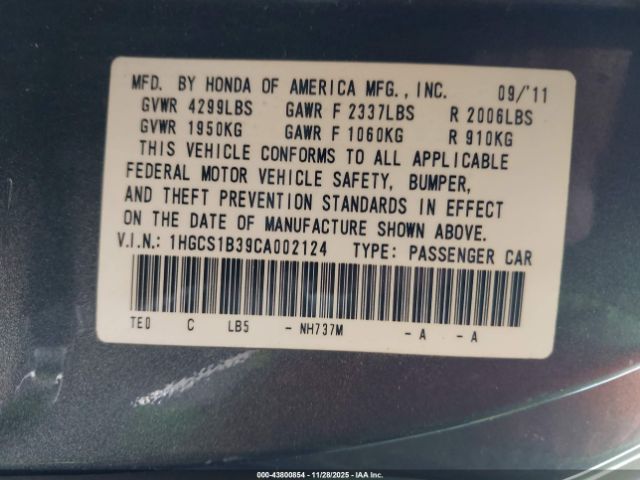 MFD. BY HONDA OF AMERICA MFG., INC. 09/'11
GVWR 4299LBS GAWR F 2337LBS R 2006LBS
GVWR 1950KG GAWR F 1060KG R 910KG
THIS VEHICLE CONFORMS TO ALL APPLICABLE
FEDERAL MOTOR VEHICLE SAFETY, BUMPER,
AND THEFT PREVENTION STANDARDS IN EFFECT
ON THE DATE OF MANUFACTURE SHOWN ABOVE.
V.I.N.: 1HGCS1B39CA002124 TYPE: PASSENGER CAR
TE0 C LB5 - NH737M - A - A
000-43800854 | 11/28/2025 - IAA Inc.